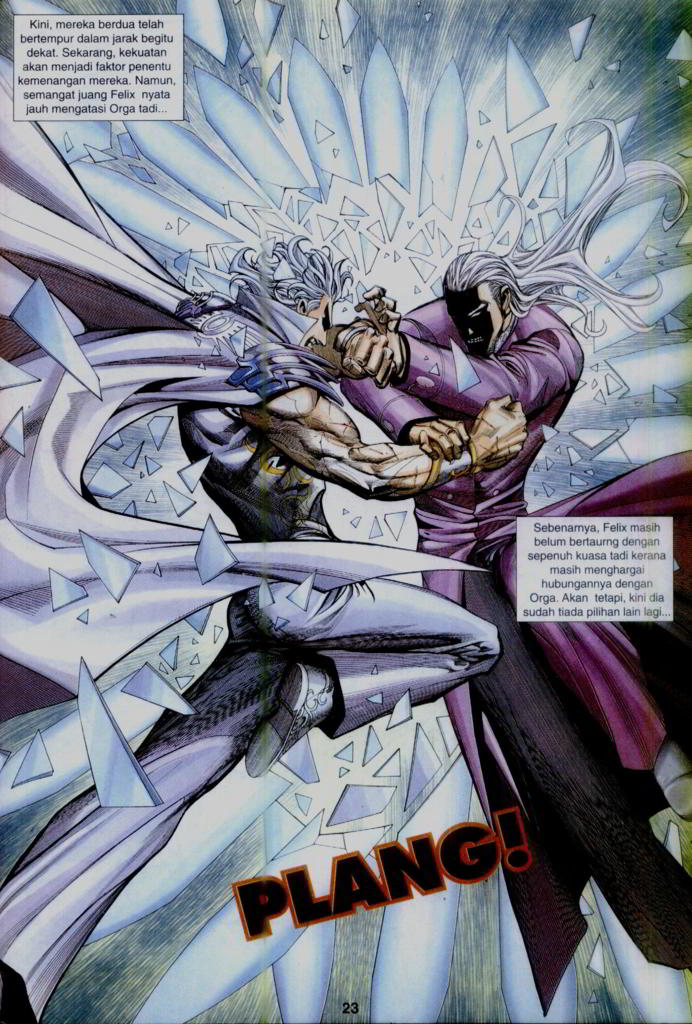 Kini, mereka berdua telah
bertempur dalam jarak begitu
dekat. Sekarang, kekuatan
akan menjadi faktor penentu
kemenangan mereka. Namun,
semangat juang Felix nyata
jauh mengatasi Orga tadi...
Sebenarnya, Felix masih
belum bertaurng dengan
sepenuh kuasa tadi kerana
masih menghargai
hubungannya dengan
Orga. Akan tetapi, kini dia
sudah tiada pilihan lain lagi...
PLANG!
23